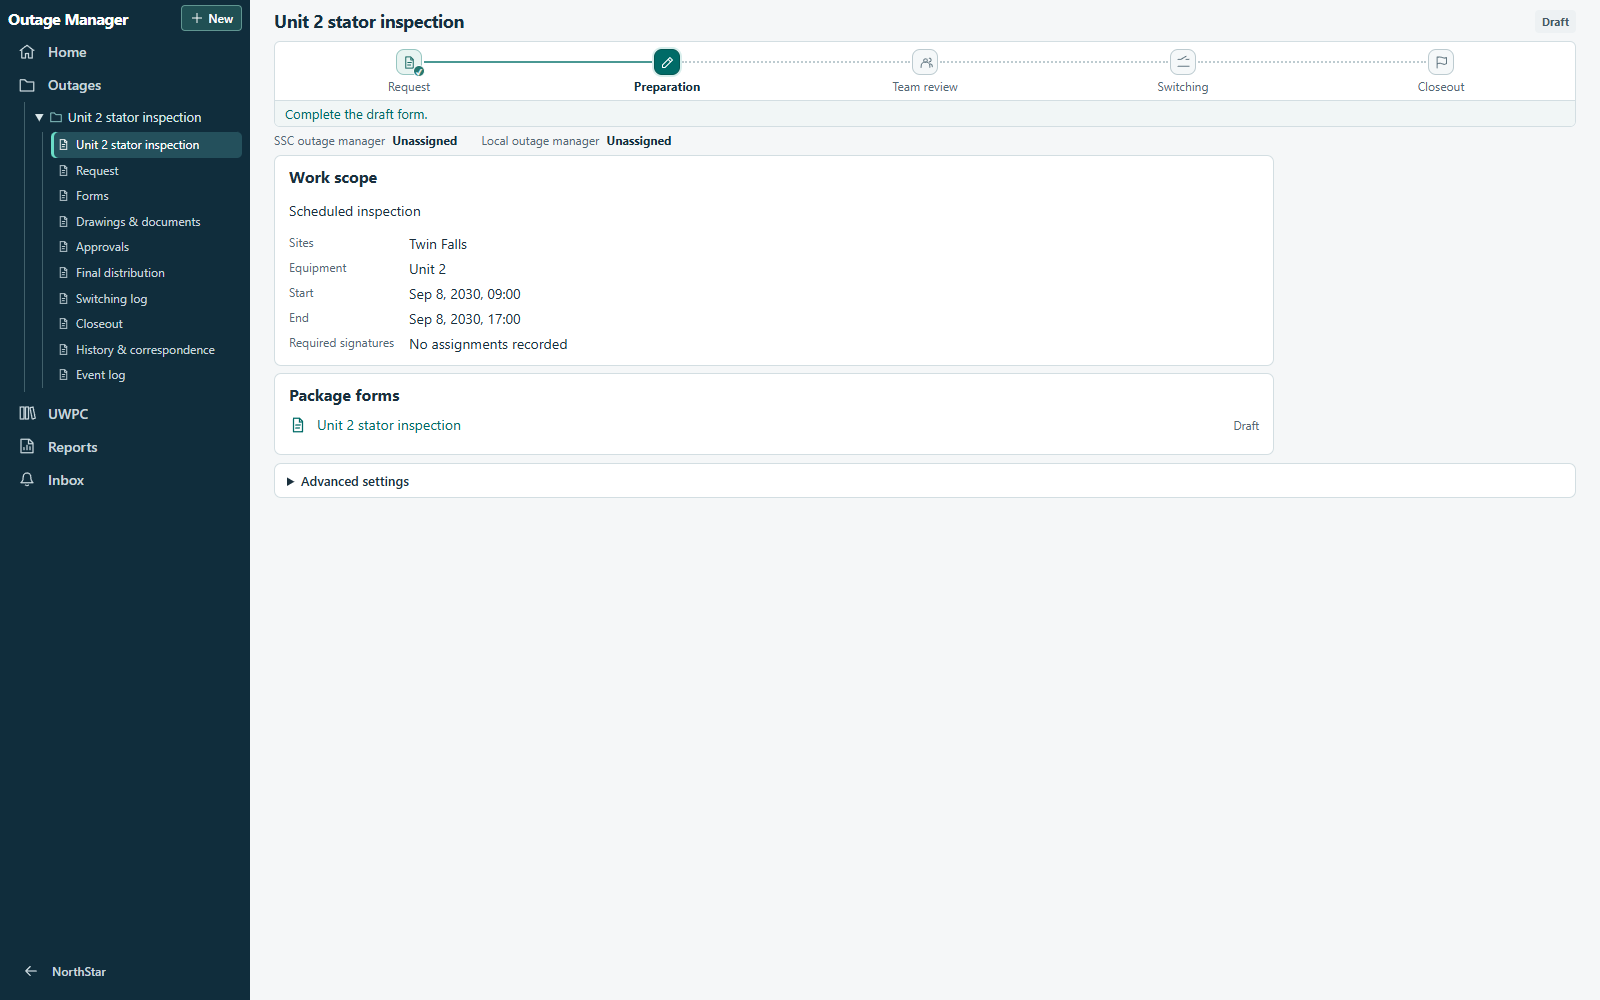 Outage Manager
New
Home
Outages
Unit 2 stator inspection
Unit 2 stator inspection
Request
Forms
Drawings & documents
Approvals
Final distribution
Switching log
Closeout
History & correspondence
Event log
UWPC
Reports
Inbox
NorthStar
Unit 2 stator inspection
Draft
Request
Preparation
Team review
Switching
Closeout
Complete the draft form.
SSC outage manager Unassigned Local outage manager Unassigned
Work scope
Scheduled inspection
Sites Twin Falls
Equipment Unit 2
Start Sep 8, 2030, 09:00
End Sep 8, 2030, 17:00
Required signatures No assignments recorded
Package forms
Unit 2 stator inspection Draft
Advanced settings